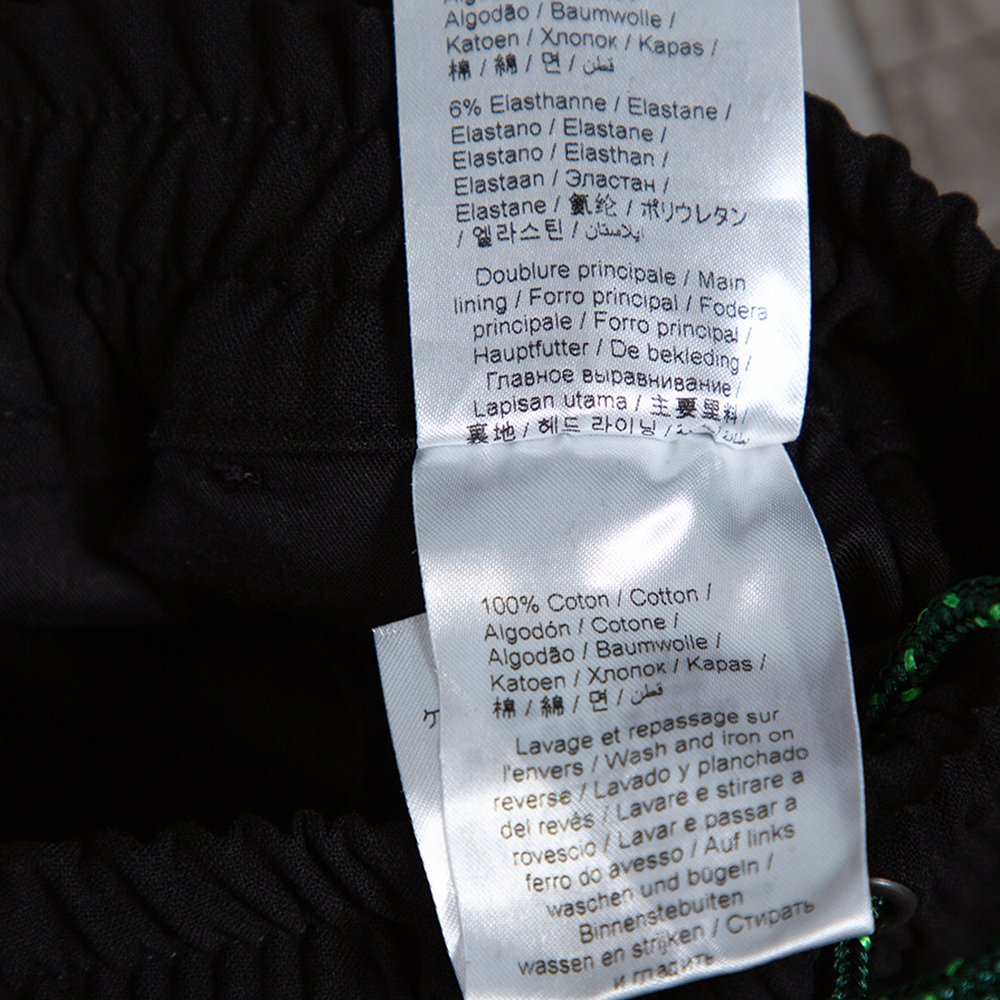 Algodão / Baumwolle /
Katoen / Хлопок / Kapas /
棉 / 綿 / 면 / قطن
6% Elasthanne / Elastane /
Elastano / Elastane /
Elastano / Elasthan /
Elastaan / Эластан /
Elastane / 氨纶 / ポリウレタン
/ 엘라스틴 / إيلاستان
Doublure principale / Main
lining / Forro principal / Fodera
principale / Forro principal /
Hauptfutter / De bekleding /
Главное выравнивание /
Lapisan utama / 主要里料 /
裏地 / 헤드 라이닝 /
100% Coton / Cotton /
Algodón / Cotone /
Algodão / Baumwolle /
Katoen / Хлопок / Kapas /
棉 / 綿 / 면 / قطن
ケ
Lavage et repassage sur
l'envers / Wash and iron on
reverse / Lavado y planchado
del revès / Lavare e stirare a
rovescio / Lavar e passar a
ferro do avesso / Auf links
waschen und bügeln /
Binnenstebuiten
wassen en strijken / Стирать
и гладить